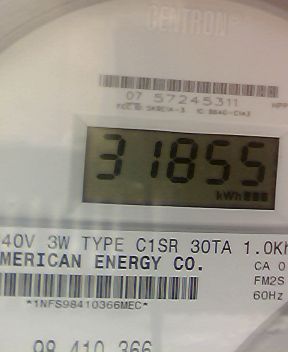 CENTRON®
07 57245311
31855
kWh
40V 3W TYPE C1SR 30TA 1.0Kh
MERICAN ENERGY CO.
CA 0
FM2S
*1NFS98410366MEC*
60Hz
98 410 366